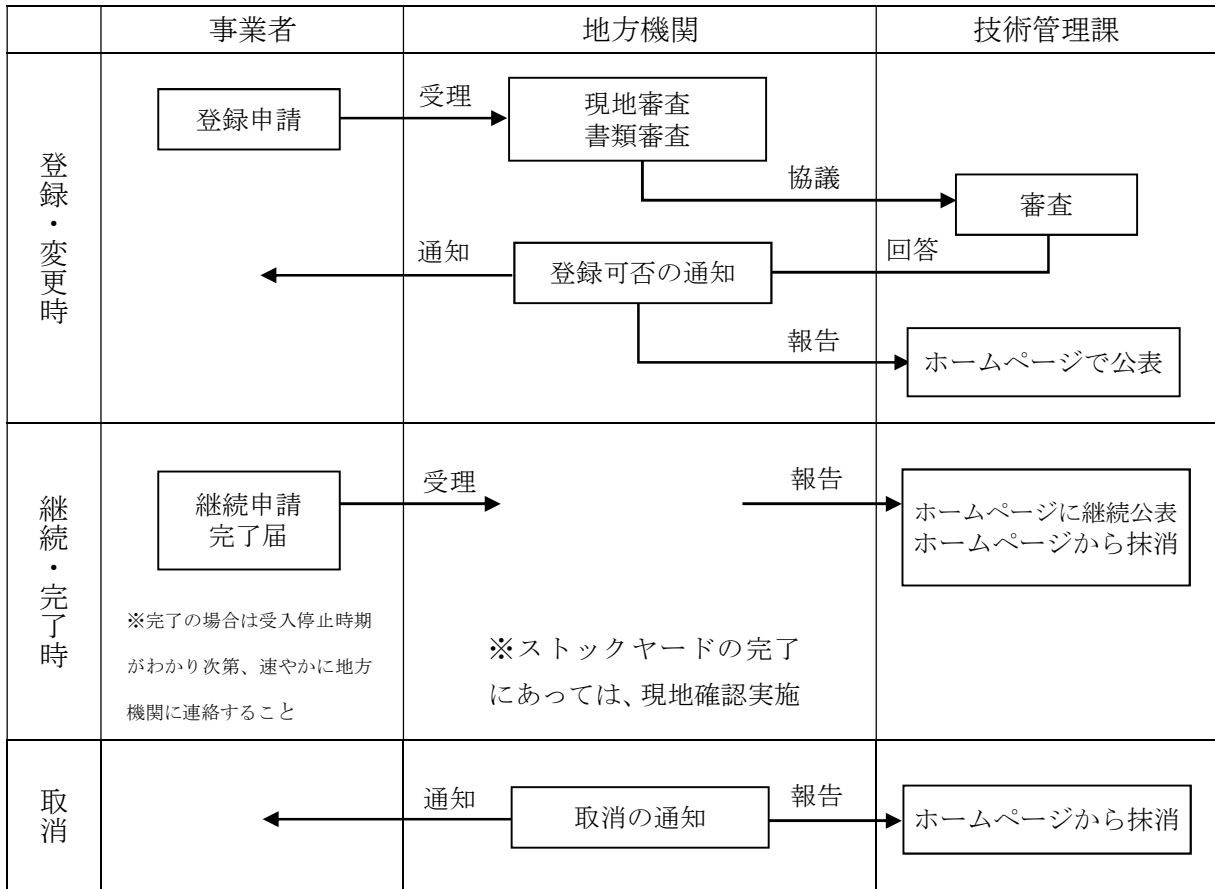 事業者
地方機関
技術管理課
登録・変更時
登録申請
受理
現地審査
書類審査
協議
審査
回答
登録可否の通知
通知
報告
ホームページで公表
継続・完了時
継続申請
完了届
受理
報告
ホームページに継続公表
ホームページから抹消
※完了の場合は受入停止時期
がわかり次第、速やかに地方
機関に連絡すること
※ストックヤードの完了
にあっては、現地確認実施
取消
通知
取消の通知
報告
ホームページから抹消